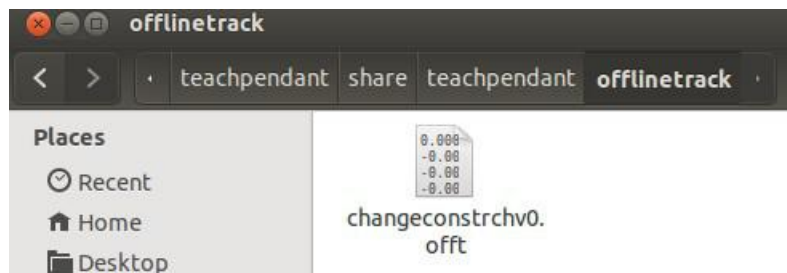 offlinetrack
teachpendant share teachpendant offlinetrack
Places
Recent
Home
Desktop
0.000
-0.00
-0.00
-0.00
changeconstrchv0.
offt